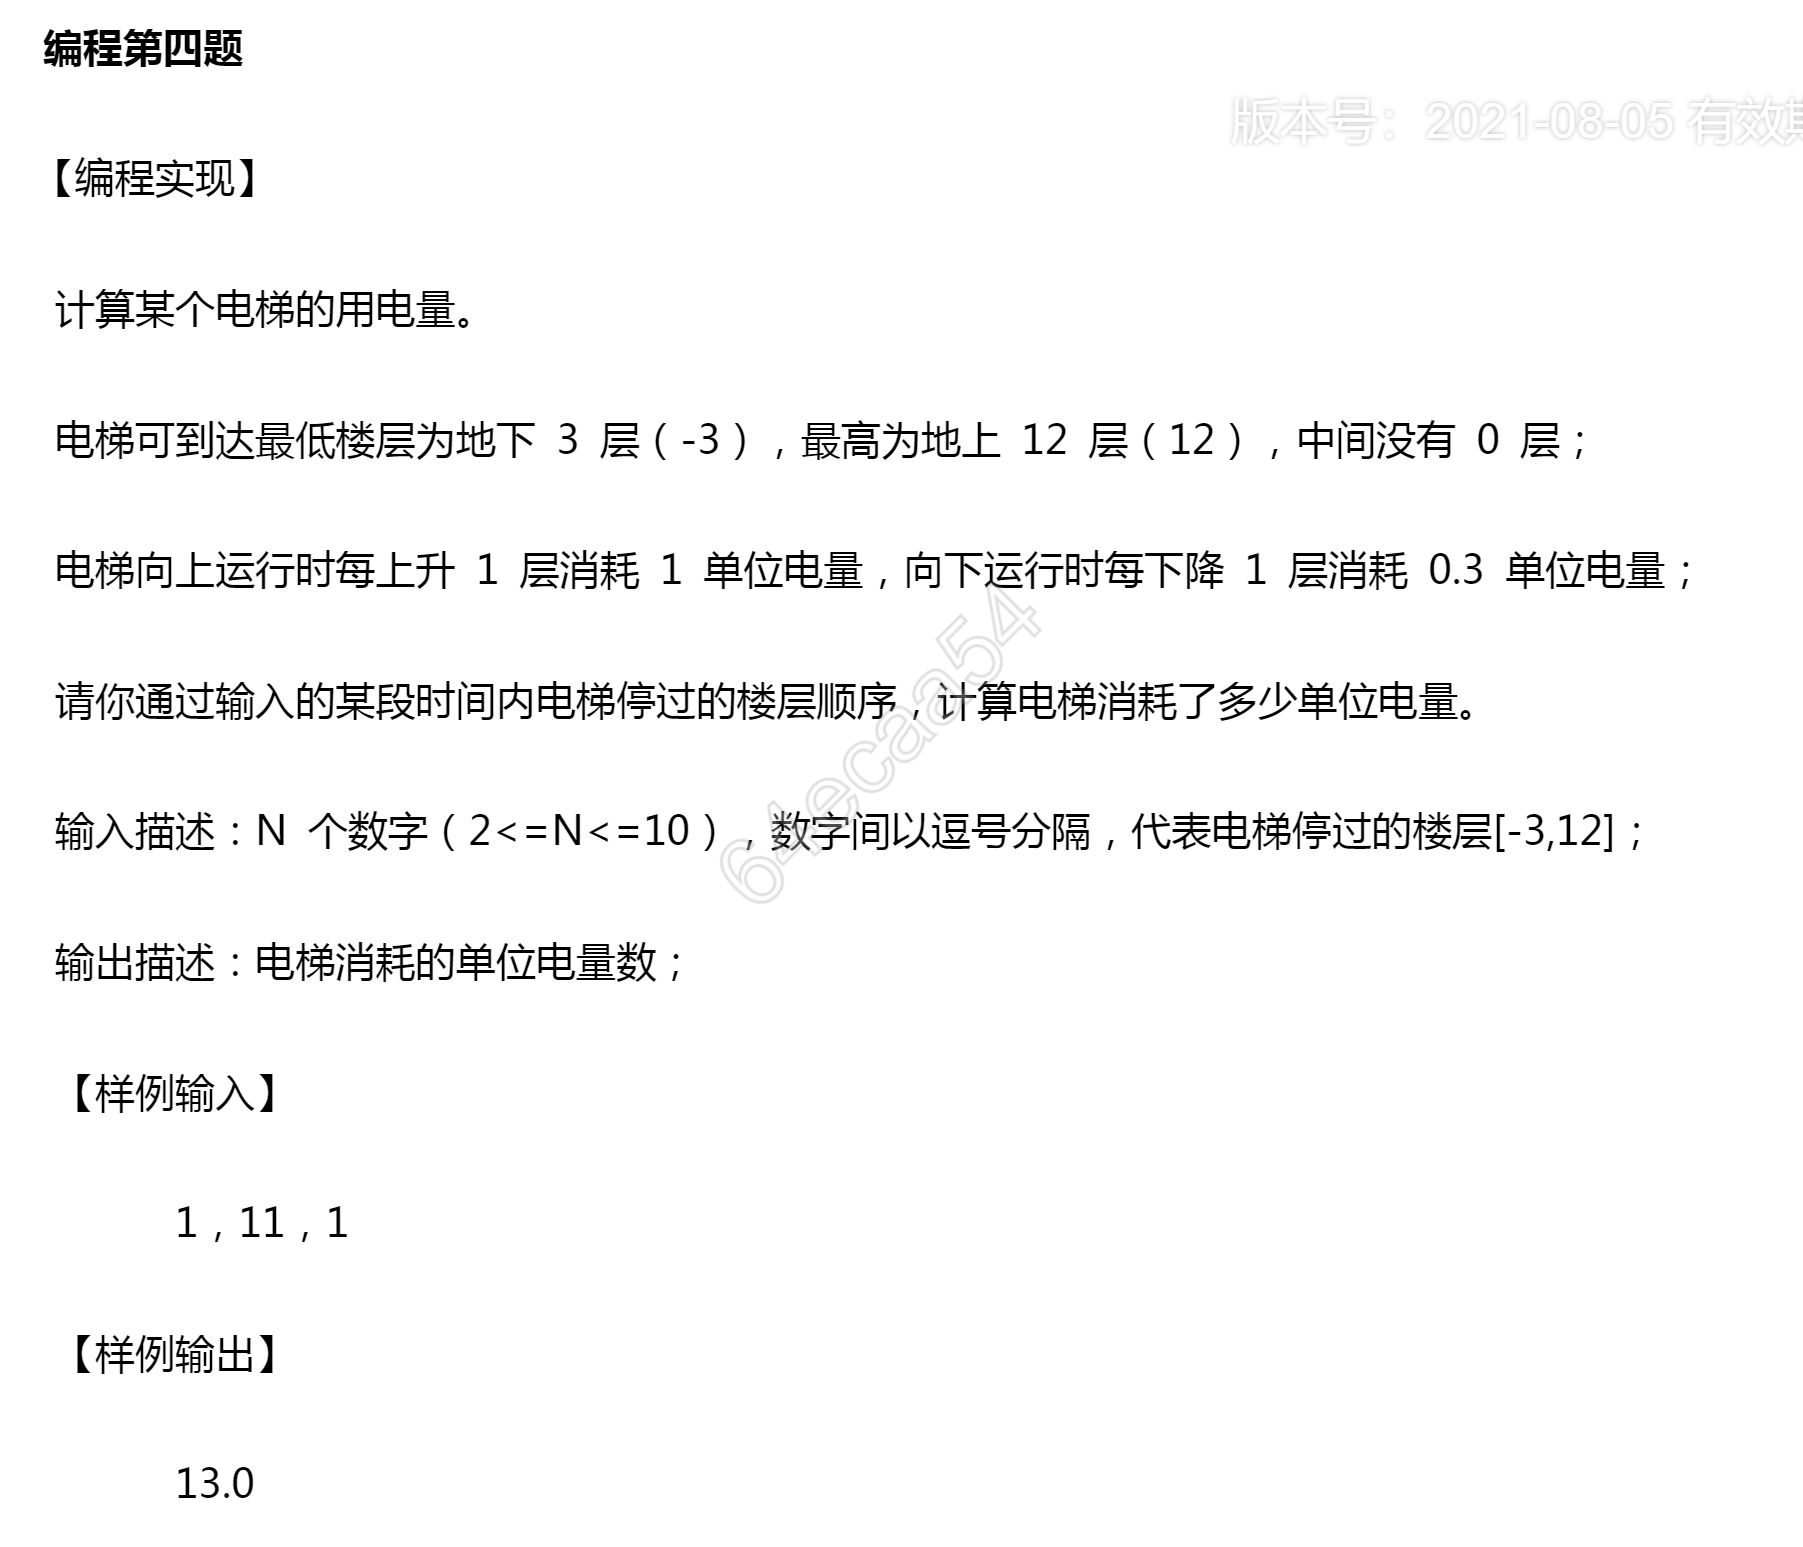 编程第四题
版本号：2021-08-05 有效
【编程实现】
计算某个电梯的用电量。
电梯可到达最低楼层为地下 3 层（-3），最高为地上 12 层（12），中间没有 0 层；
电梯向上运行时每上升 1 层消耗 1 单位电量，向下运行时每下降 1 层消耗 0.3 单位电量；
请你通过输入的某段时间内电梯停过的楼层顺序，计算电梯消耗了多少单位电量。
64ecaa54
输入描述：N 个数字（2<=N<=10），数字间以逗号分隔，代表电梯停过的楼层[-3,12]；
输出描述：电梯消耗的单位电量数；
【样例输入】
1，11，1
【样例输出】
13.0